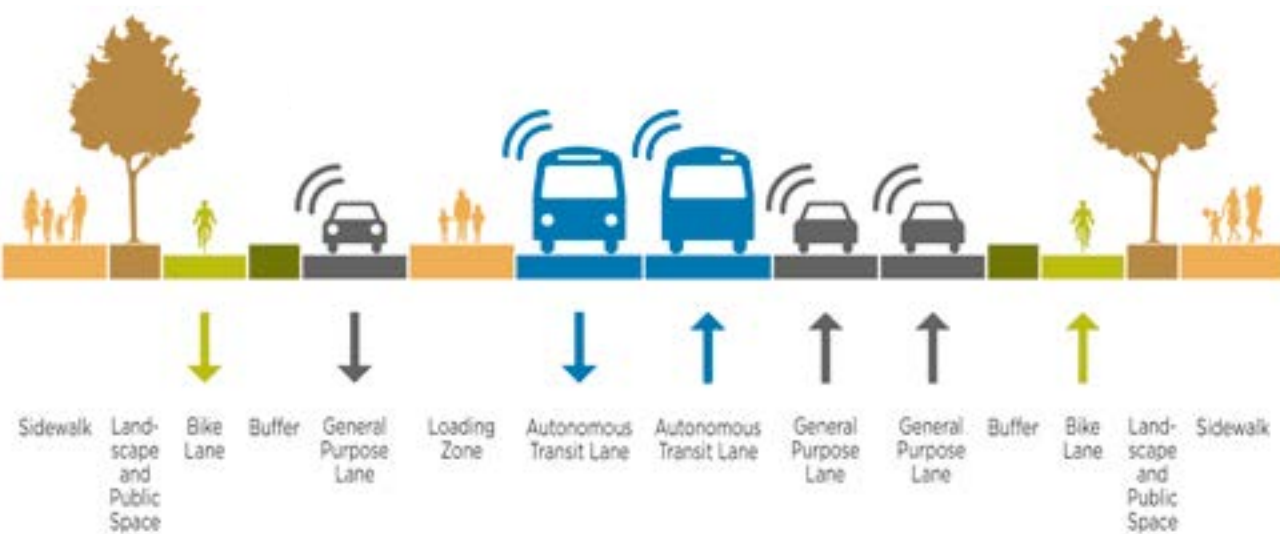 Sidewalk
Land-
scape
and
Public
Space
Bike
Lane
Buffer
General
Purpose
Lane
Loading
Zone
Autonomous
Transit Lane
Autonomous
Transit Lane
General
Purpose
Lane
General
Purpose
Lane
Buffer
Bike
Lane
Land-
scape
and
Public
Space
Sidewalk